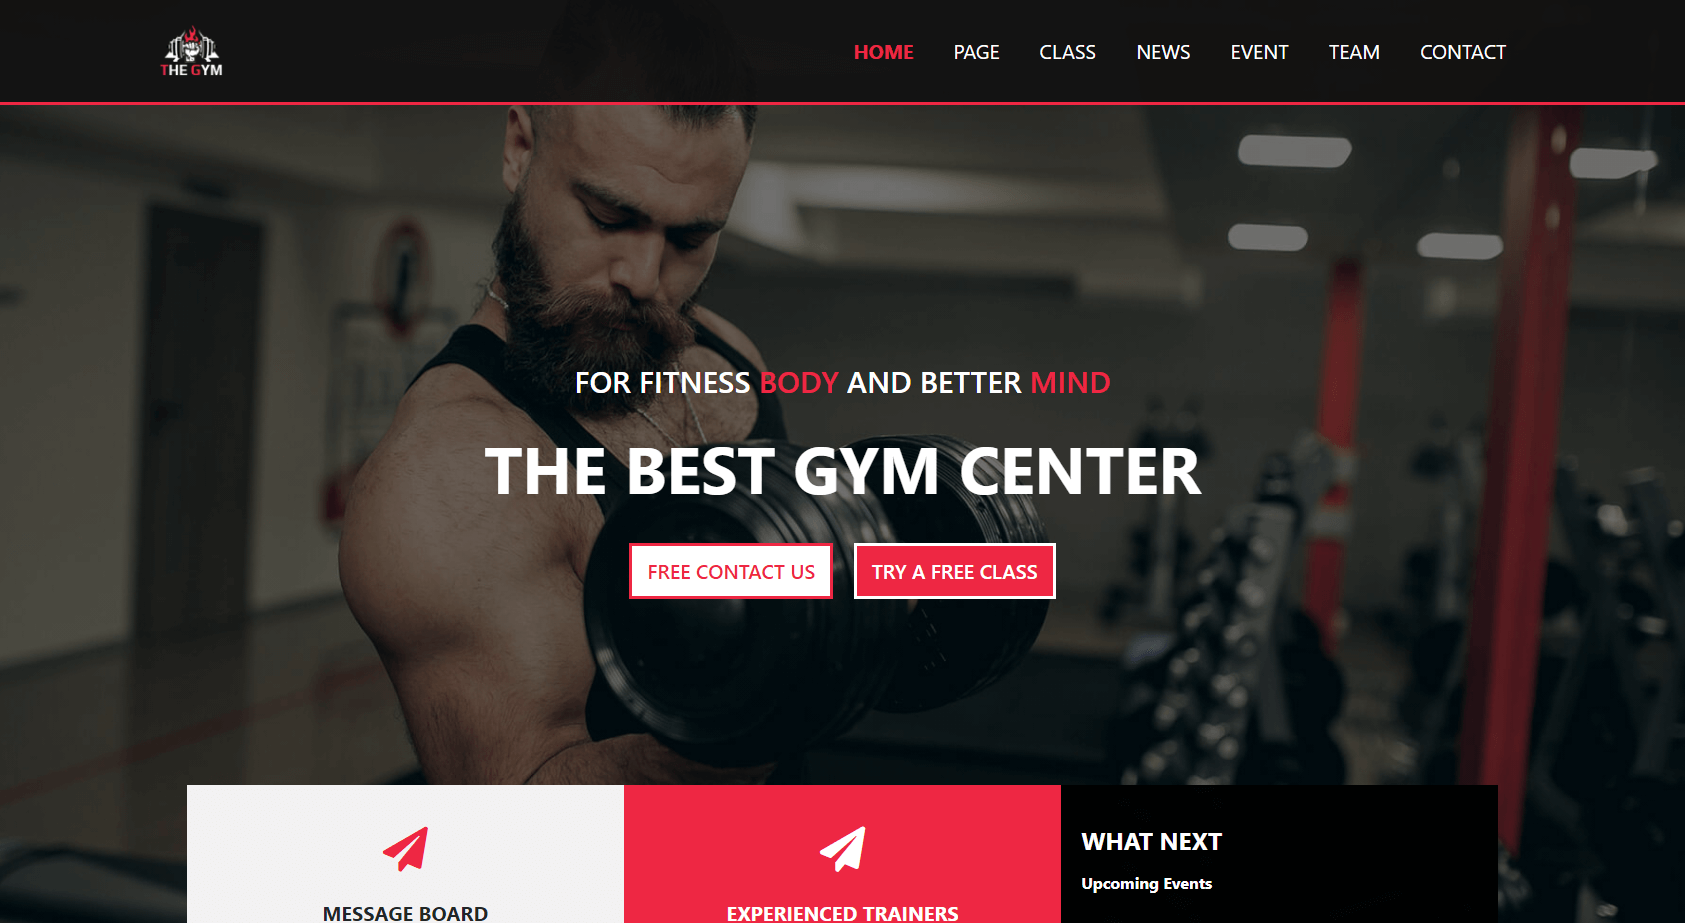 THE GYM
HOME PAGE CLASS NEWS EVENT TEAM CONTACT
FOR FITNESS BODY AND BETTER MIND
THE BEST GYM CENTER
FREE CONTACT US TRY A FREE CLASS
MESSAGE BOARD
EXPERIENCED TRAINERS
WHAT NEXT
Upcoming Events